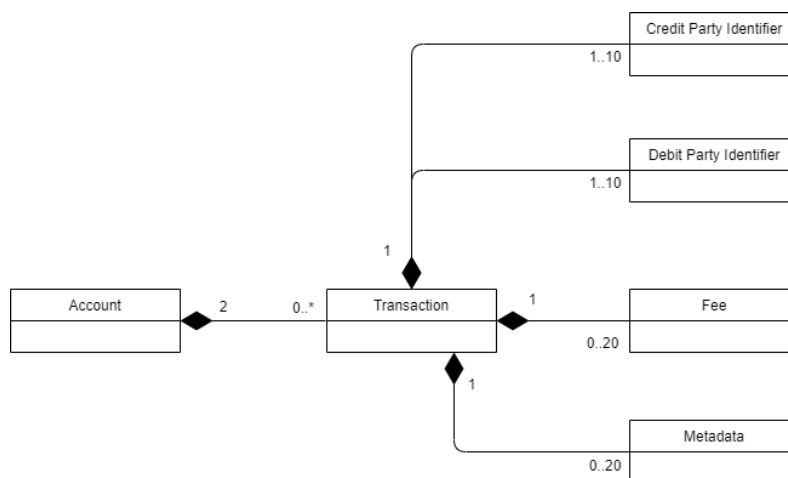 Credit Party Identifier
1..10
Debit Party Identifier
1..10
1
Account
2
0..*
Transaction
1
Fee
0..20
1
Metadata
0..20